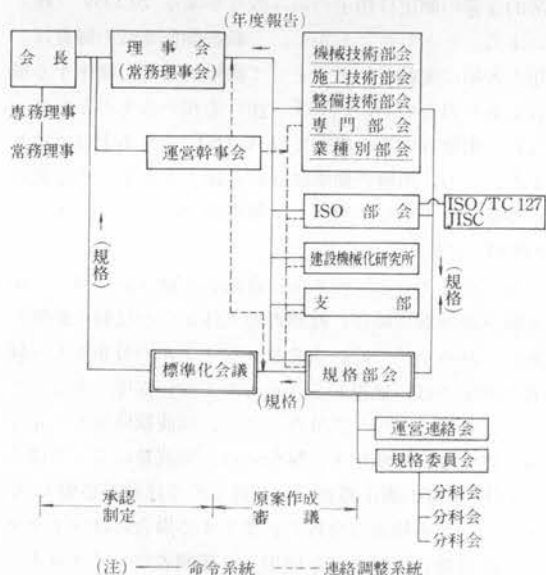 (年度報告)
会長
理事会
(常務理事会)
専務理事
常務理事
運営幹事会
機械技術部会
施工技術部会
整備技術部会
専門部会
業種別部会
ISO部会
ISO/TC 127
JISC
建設機械化研究所
支部
(規格)
(規格)
標準化会議
規格部会
(規格)
運営連絡会
規格委員会
分科会
分科会
分科会
承認
制定
原案作成
審議
(注) ―― 命令系統 ----- 連絡調整系統